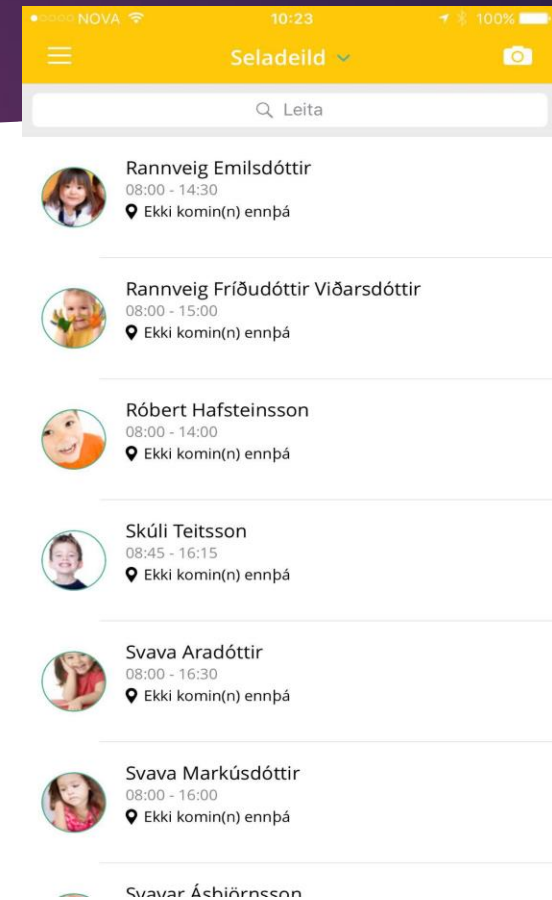 NOVA 10:23 100%
Seladeild
Leita
Rannveig Emilsdóttir
08:00 - 14:30
Ekki komin(n) ennþá
Rannveig Fríðudóttir Viðarsdóttir
08:00 - 15:00
Ekki komin(n) ennþá
Róbert Hafsteinsson
08:00 - 14:00
Ekki komin(n) ennþá
Skúli Teitsson
08:45 - 16:15
Ekki komin(n) ennþá
Svava Aradóttir
08:00 - 16:30
Ekki komin(n) ennþá
Svava Markúsdóttir
08:00 - 16:00
Ekki komin(n) ennþá
Svavar Ásbjörnsson